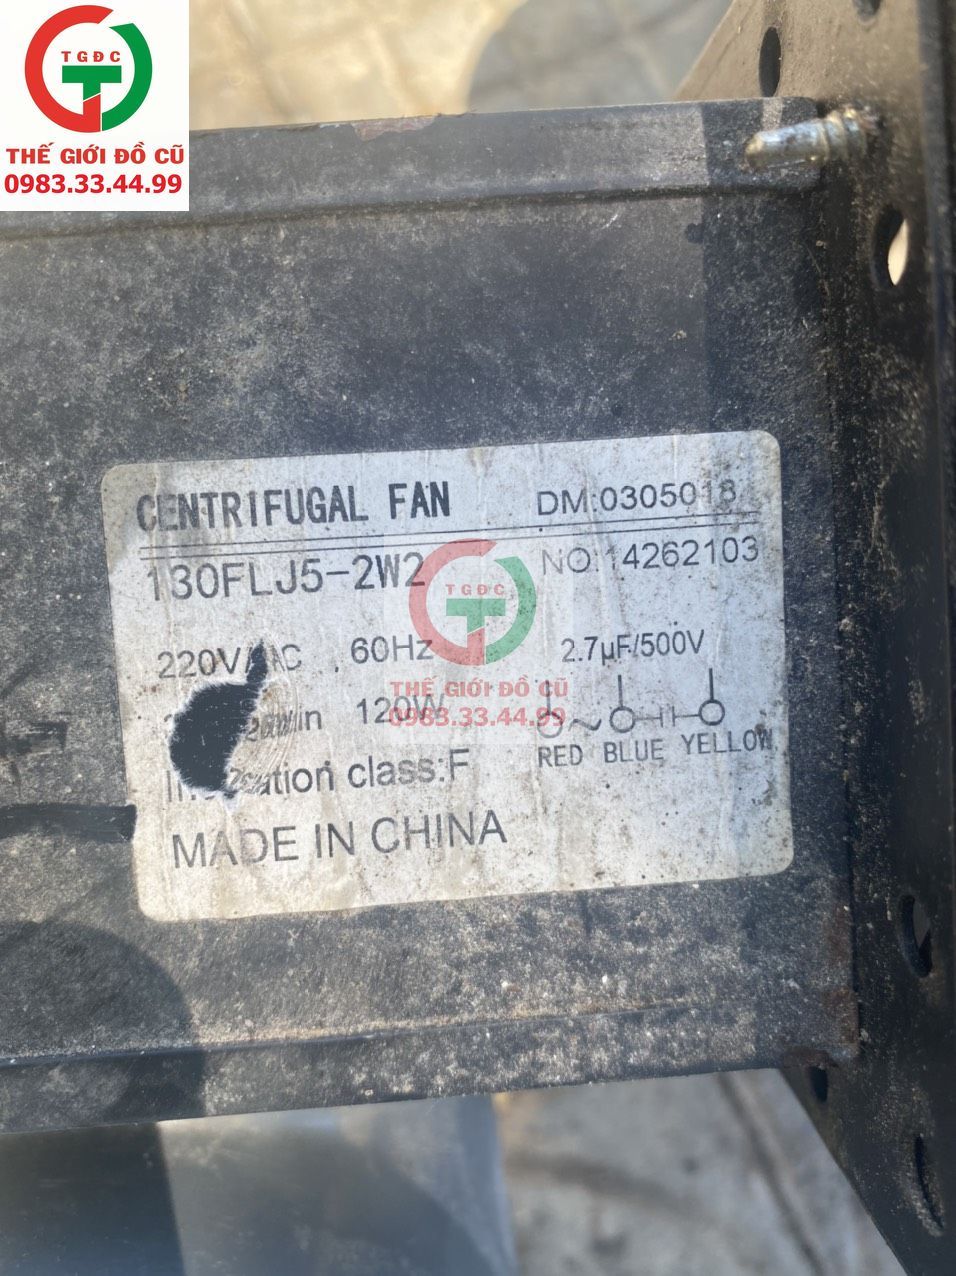 TGĐC
THẾ GIỚI ĐỒ CŨ
0983.33.44.99
CENTRIFUGAL FAN
DM:0305018
130FLJ5-2W2
NO:14262103
220V/AC 60Hz
2.7μF/500V
120W
RED BLUE YELLOW
class:F
MADE IN CHINA
TGĐC
THẾ GIỚI ĐỒ CŨ
0983.33.44.99